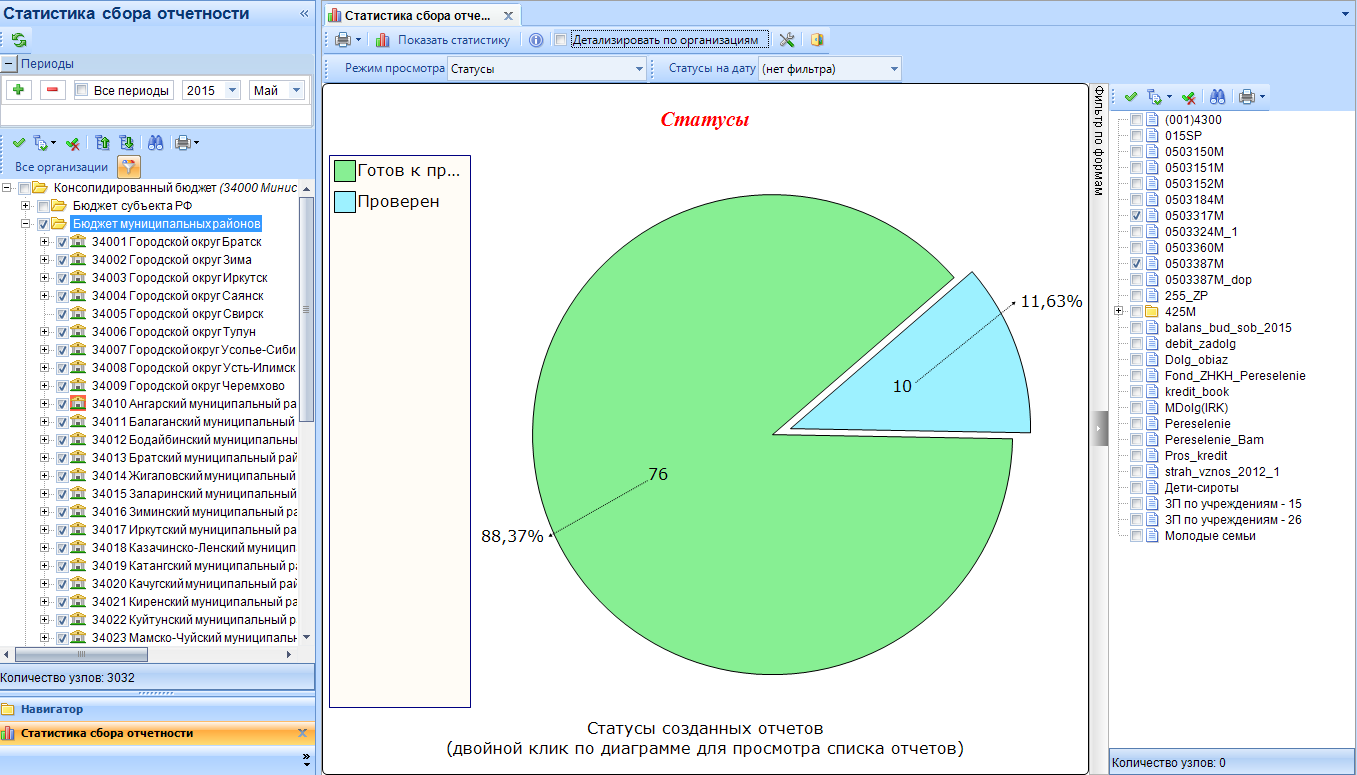 Статистика сбора отчетности
Периоды
Все периоды 2015 Май
Все организации
Консолидированный бюджет (34000 Минис
Бюджет субъекта РФ
Бюджет муниципальных районов
34001 Городской округ Братск
34002 Городской округ Зима
34003 Городской округ Иркутск
34004 Городской округ Саянск
34005 Городской округ Свирск
34006 Городской округ Тулун
34007 Городской округ Усолье-Сиби
34008 Городской округ Усть-Илимск
34009 Городской округ Черемхово
34010 Ангарский муниципальный ра
34011 Балаганский муниципальный
34012 Бодайбинский муниципальнь
34013 Братский муниципальный рай
34014 Жигаловский муниципальный
34015 Заларинский муниципальный
34016 Зиминский муниципальный ра
34017 Иркутский муниципальный ра
34018 Казачинско-Ленский муницип
34019 Катангский муниципальный ра
34020 Качугский муниципальный рай
34021 Киренский муниципальный ра
34022 Куйтунский муниципальный р
34023 Мамско-Чуйский муниципальн
Количество узлов: 3032
Навигатор
Статистика сбора отчетности
Статистика сбора отче...
Показать статистику Детализировать по организациям
Режим просмотра Статусы Статусы на дату (нет фильтра)
Статусы
Готов к пр...
Проверен
11,63%
10
76
88,37%
Статусы созданных отчетов
(двойной клик по диаграмме для просмотра списка отчетов)
Фильтр по формам
(001)4300
015SP
0503150M
0503151M
0503152M
0503184M
0503317M
0503324M_1
0503360M
0503387M
0503387M_dop
255_ZP
425M
balans_bud_sob_2015
debit_zadolg
Dolg_obiaz
Fond_ZHKH_Pereselenie
kredit_book
MDolg(IRK)
Pereselenie
Pereselenie_Bam
Pros_kredit
strah_vznos_2012_1
Дети-сироты
ЗП по учреждениям - 15
ЗП по учреждениям - 26
Молодые семьи
Количество узлов: 0